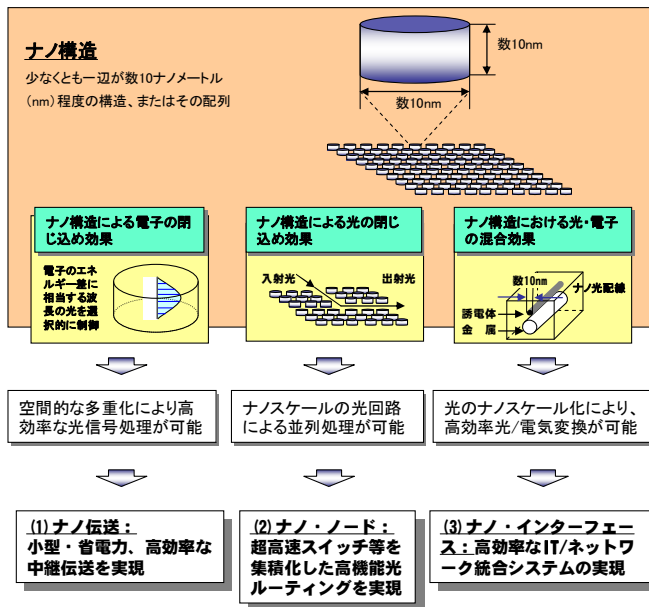 ナノ構造
少なくとも一辺が数10ナノメートル
（nm）程度の構造、またはその配列
数10nm
数10nm
ナノ構造による電子の閉
じ込め効果
電子のエネ
ルギー差に
相当する波
長の光を選
択的に制御
ナノ構造による光の閉じ
込め効果
入射光
出射光
ナノ構造における光・電子
の混合効果
数10nm
ナノ光配線
誘電体
金　属
空間的な多重化により高
効率な光信号処理が可能
ナノスケールの光回路
による並列処理が可能
光のナノスケール化により、
高効率光/電気変換が可能
(1)ナノ伝送：
小型・省電力、高効率な
中継伝送を実現
(2)ナノ・ノード：
超高速スイッチ等を
集積化した高機能光
ルーティングを実現
(3)ナノ・インターフェー
ス：高効率なIT/ネットワ
ーク統合システムの実現